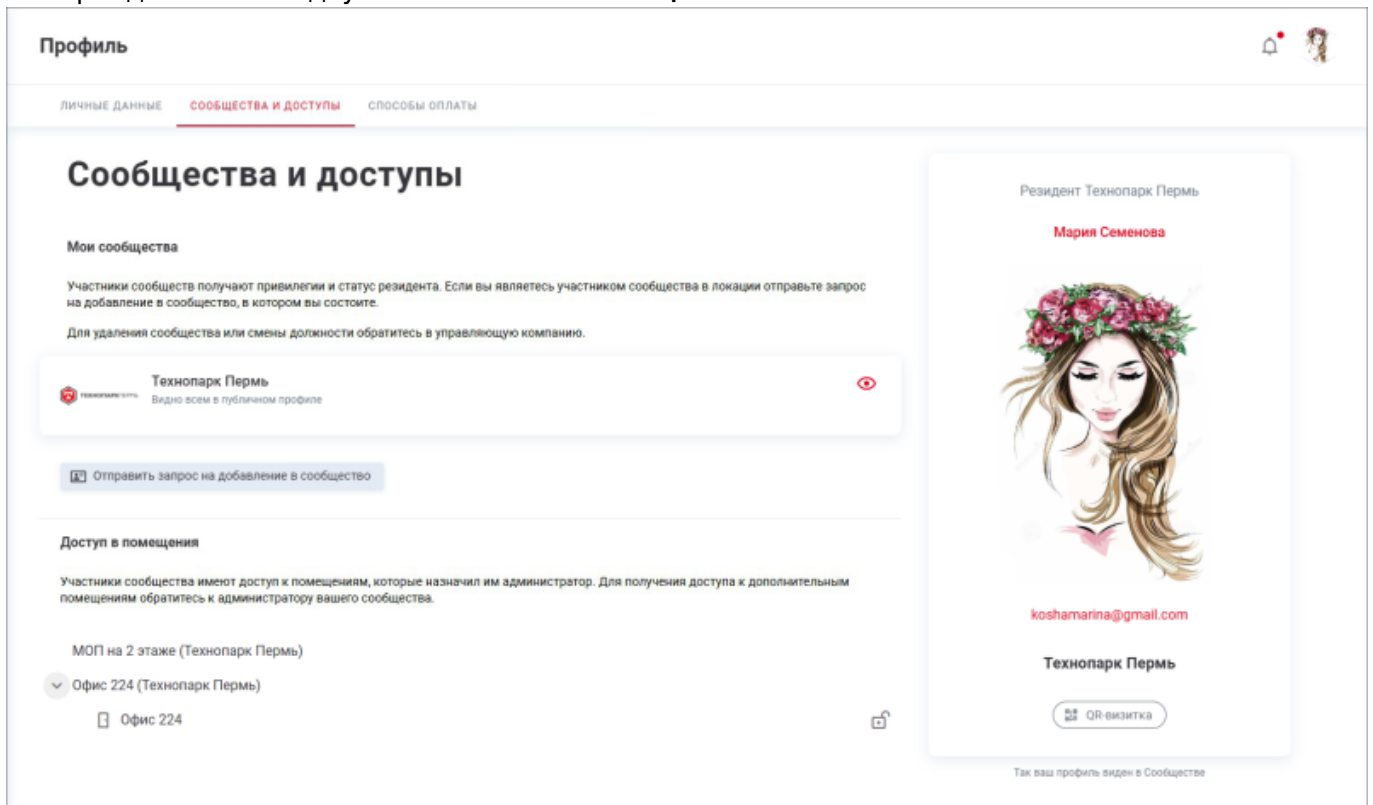 Профиль
ЛИЧНЫЕ ДАННЫЕ СООБЩЕСТВА И ДОСТУПЫ СПОСОБЫ ОПЛАТЫ
Сообщества и доступы
Мои сообщества
Участники сообществ получают привилегии и статус резидента. Если вы являетесь участником сообщества в локации отправьте запрос
на добавление в сообщество, в котором вы состоите.
Для удаления сообщества или смены должности обратитесь в управляющую компанию.
ТЕХНОПАРК ПЕРМЬ
Технопарк Пермь
Видно всем в публичном профиле
Отправить запрос на добавление в сообщество
Доступ в помещения
Участники сообщества имеют доступ к помещениям, которые назначил им администратор. Для получения доступа к дополнительным
помещениям обратитесь к администратору вашего сообщества.
МОП на 2 этаже (Технопарк Пермь)
Офис 224 (Технопарк Пермь)
Офис 224
Резидент Технопарк Пермь
Мария Семенова
koshamarina@gmail.com
Технопарк Пермь
QR-визитка
Так ваш профиль виден в Сообществе